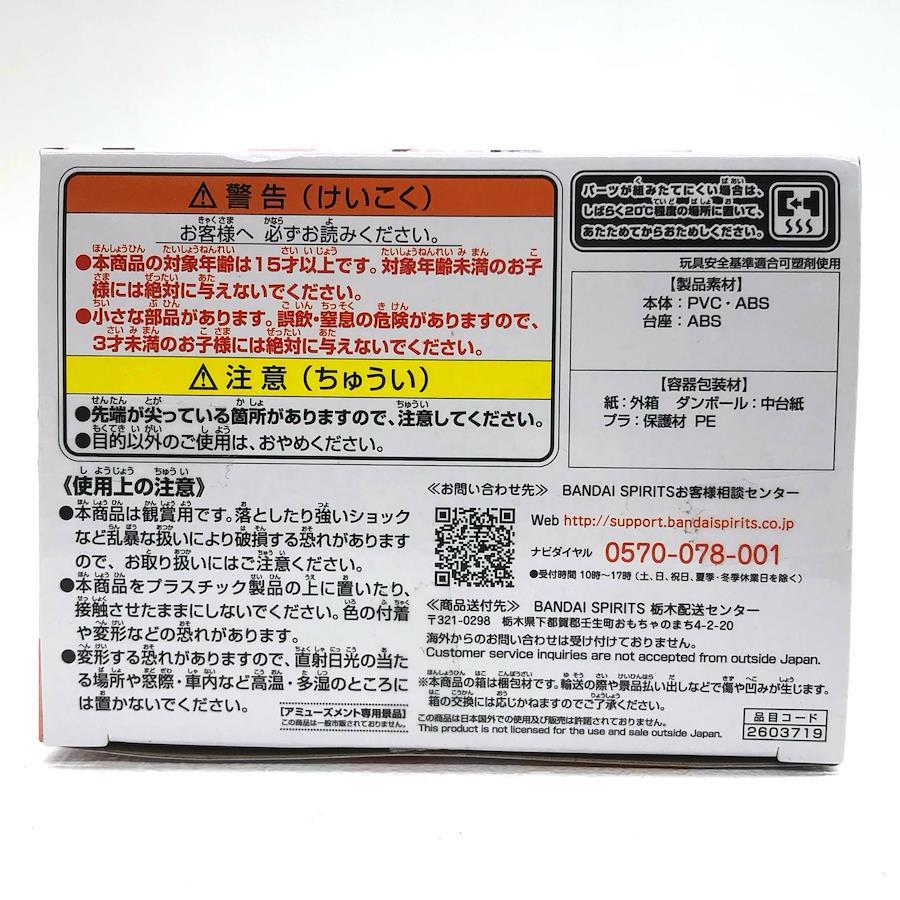 ⚠警告(けいこく)
お客様へ 必ずお読みください。
●本商品の対象年齢は15才以上です。対象年齢未満のお子
様には絶対に与えないでください。
●小さな部品があります。誤飲・窒息の危険がありますので、
3才未満のお子様には絶対に与えないでください。
⚠注意(ちゅうい)
●先端が尖っている箇所がありますので、注意してください。
●目的以外のご使用は、おやめください。
パーツが組みたてにくい場合は、
しばらく20℃程度の場所に置いて、
あたためてからおためしください。
玩具安全基準適合可塑剤使用
【製品素材】
本体:PVC・ABS
台座:ABS
【容器包装材】
紙:外箱 ダンボール:中台紙
プラ:保護材 PE
《使用上の注意》
●本商品は観賞用です。落としたり強いショック
など乱暴な扱いにより破損する恐れがあります
ので、お取り扱いにはご注意ください。
●本商品をプラスチック製品の上に置いたり、
接触させたままにしないでください。色の付着
や変形などの恐れがあります。
●変形する恐れがありますので、直射日光の当た
る場所や窓際・車内など高温・多湿のところに
は置かないでください。
【アミューズメント専用景品】
この商品は一般市販されておりません。
≪お問い合わせ先≫ BANDAI SPIRITSお客様相談センター
Web http://support.bandaispirits.co.jp
ナビダイヤル 0570-078-001
●受付時間 10時~17時(土、日、祝日、夏季・冬季休業日を除く)
≪商品送付先≫ BANDAI SPIRITS 栃木配送センター
〒321-0298 栃木県下都賀郡壬生町おもちゃのまち4-2-20
海外からのお問い合わせは受け付けておりません。
Customer service inquiries are not accepted from outside Japan.
※本商品の箱は梱包材です。輸送の際や景品払い出しなどで傷や凹みが生じます。
箱の交換には応じかねますのでご了承ください。
この商品は日本国外での使用及び販売は許諾されておりません。
This product is not licensed for the use and sale outside Japan.
品目コード
2603719